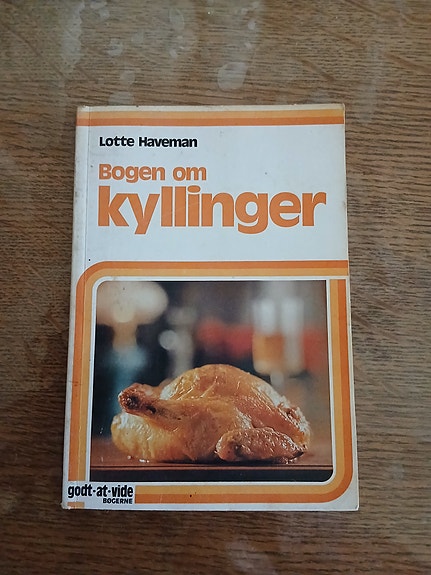 Lotte Haveman
Bogen om
kyllinger
godt-at-vide
BØGERNE